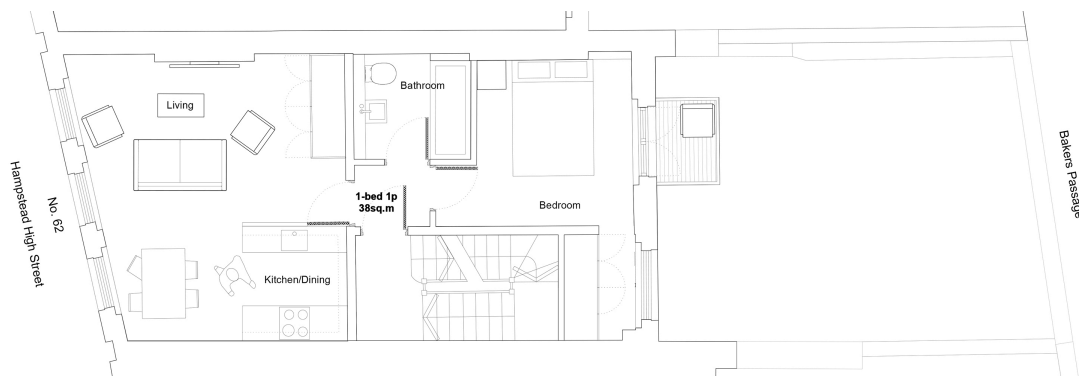 Living
Bathroom
1-bed 1p
38sq.m
Bedroom
Kitchen/Dining
No. 62
Hampstead High Street
Bakers Passage